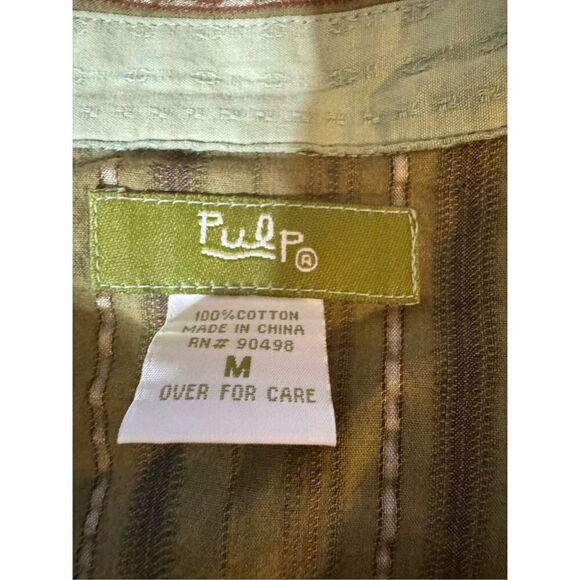 Pulp®
100% COTTON
MADE IN CHINA
RN# 90498
M
OVER FOR CARE